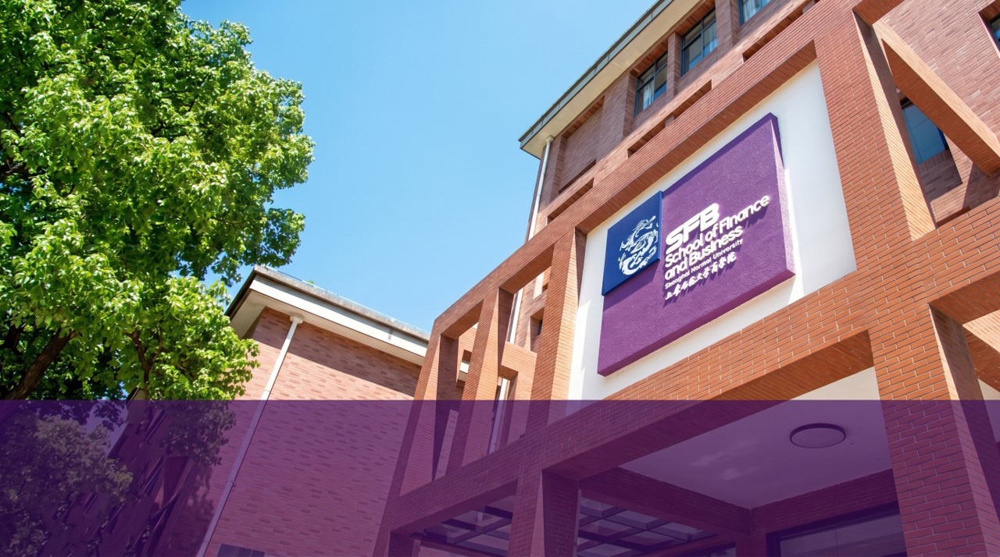 SFB
School of Finance
and Business
Shanghai Normal University
上海师范大学商学院